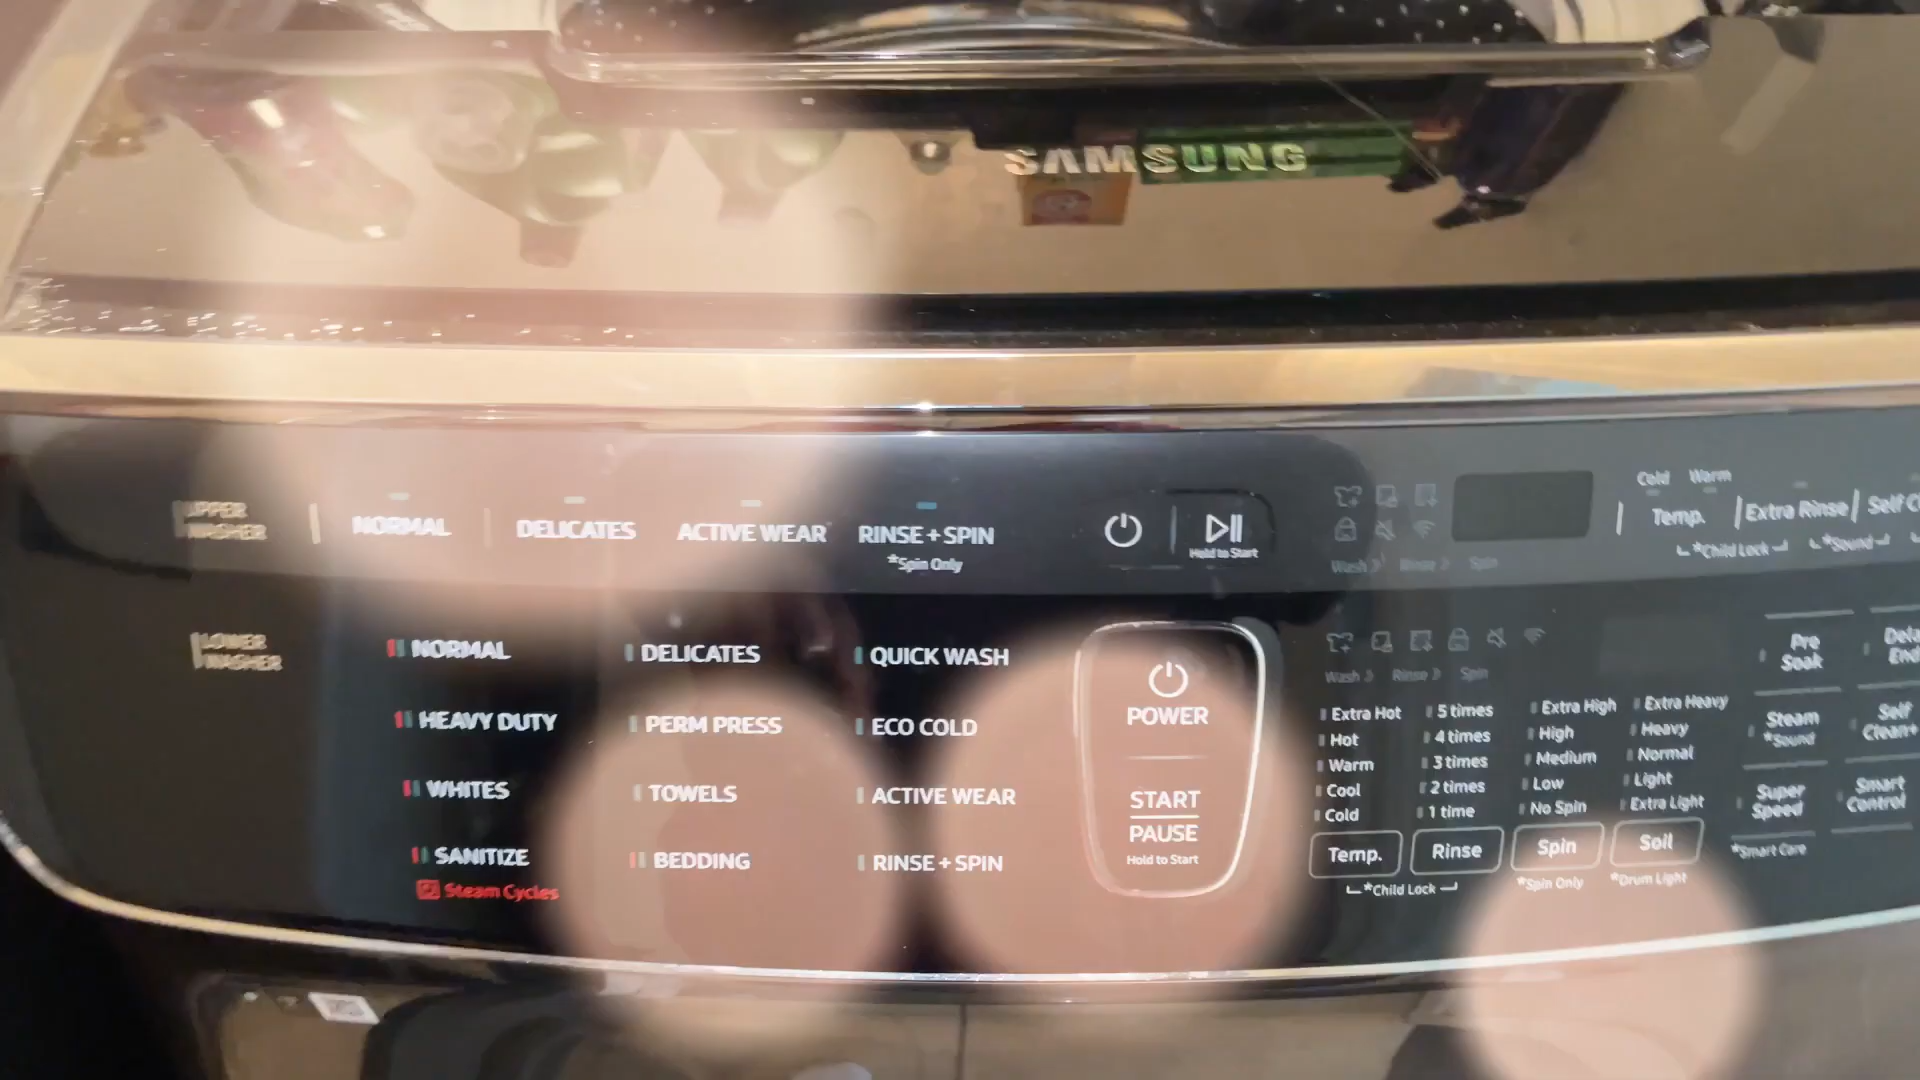 SAMSUNG
UPPER
WASHER
NORMAL
DELICATES
ACTIVE WEAR
RINSE + SPIN
*Spin Only
Hold to Start
Wash
Rinse
Spin
Cold Warm
Temp.
Extra Rinse
*Child Lock
*Sound
LOWER
WASHER
NORMAL
HEAVY DUTY
WHITES
SANITIZE
Steam Cycles
DELICATES
PERM PRESS
TOWELS
BEDDING
QUICK WASH
ECO COLD
ACTIVE WEAR
RINSE + SPIN
POWER
START
PAUSE
Hold to Start
Wash
Rinse
Spin
Extra Hot
Hot
Warm
Cool
Cold
Temp.
5 times
4 times
3 times
2 times
1 time
Rinse
*Child Lock
Extra High
High
Medium
Low
No Spin
Spin
*Spin Only
Extra Heavy
Heavy
Normal
Light
Extra Light
Soil
*Drum Light
Pre
Soak
Steam
*Sound
Super
Speed
*Smart Care
Self
Clean+
Smart
Control